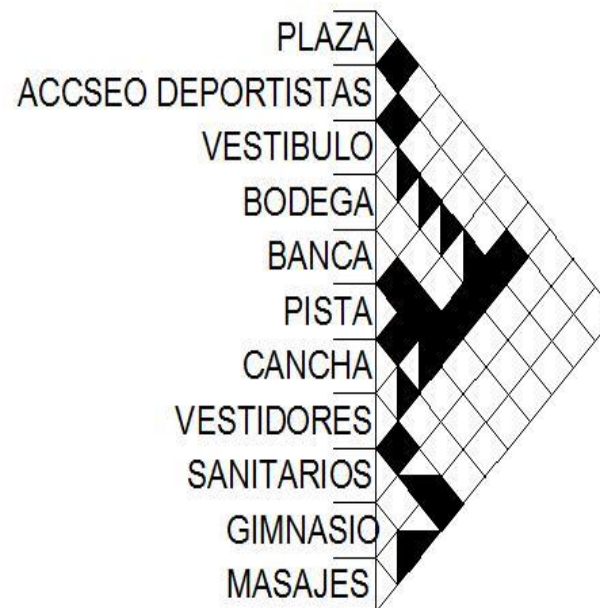 PLAZA
ACCSEO DEPORTISTAS
VESTIBULO
BODEGA
BANCA
PISTA
CANCHA
VESTIDORES
SANITARIOS
GIMNASIO
MASAJES